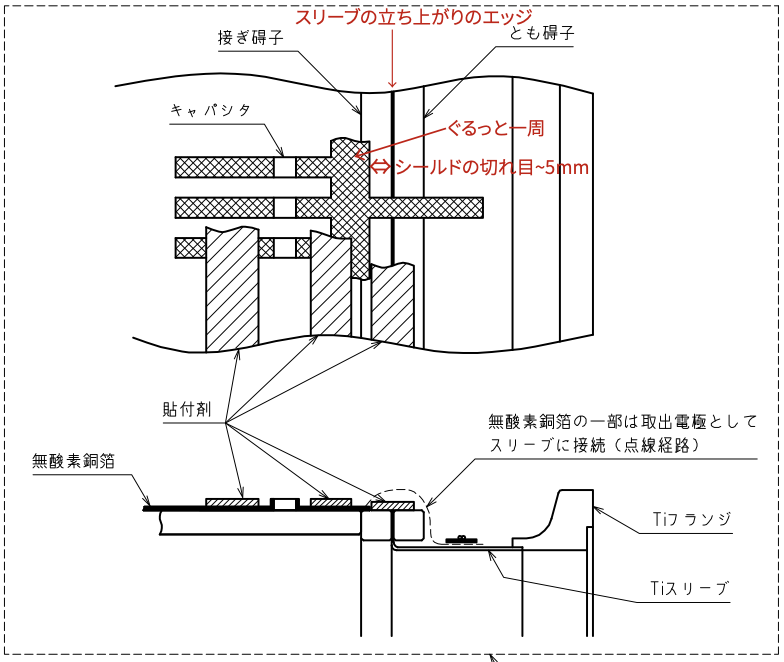 スリーブの立ち上がりのエッジ
接ぎ碍子
とも碍子
キャパシタ
ぐるっと一周
シールドの切れ目~5mm
貼付剤
無酸素銅箔の一部は取出電極として
スリーブに接続(点線経路)
無酸素銅箔
Tiフランジ
Tiスリーブ